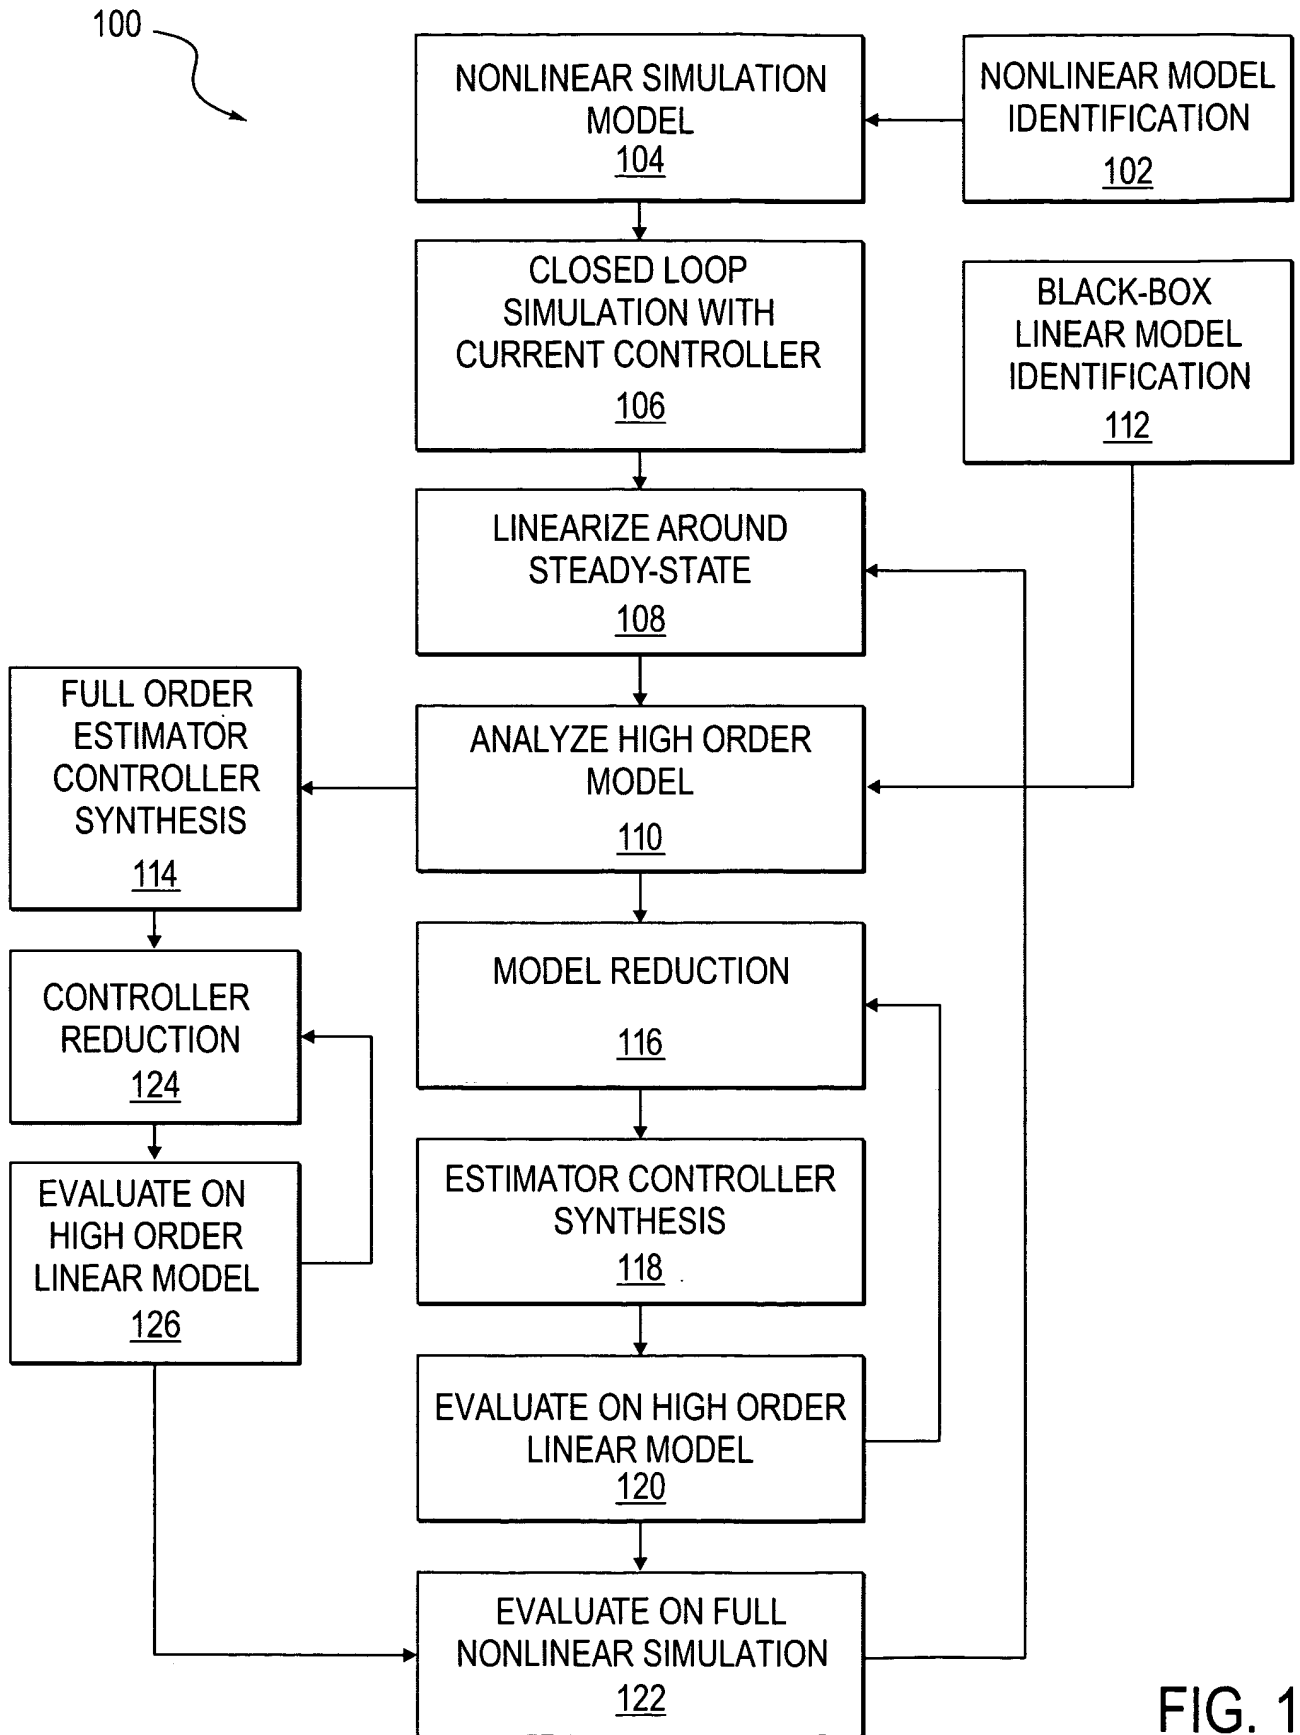 100
NONLINEAR SIMULATION
MODEL
104
NONLINEAR MODEL
IDENTIFICATION
102
CLOSED LOOP
SIMULATION WITH
CURRENT CONTROLLER
106
BLACK-BOX
LINEAR MODEL
IDENTIFICATION
112
LINEARIZE AROUND
STEADY-STATE
108
FULL ORDER
ESTIMATOR
CONTROLLER
SYNTHESIS
114
ANALYZE HIGH ORDER
MODEL
110
CONTROLLER
REDUCTION
124
MODEL REDUCTION
116
EVALUATE ON
HIGH ORDER
LINEAR MODEL
126
ESTIMATOR CONTROLLER
SYNTHESIS
118
EVALUATE ON HIGH ORDER
LINEAR MODEL
120
EVALUATE ON FULL
NONLINEAR SIMULATION
122
FIG. 1